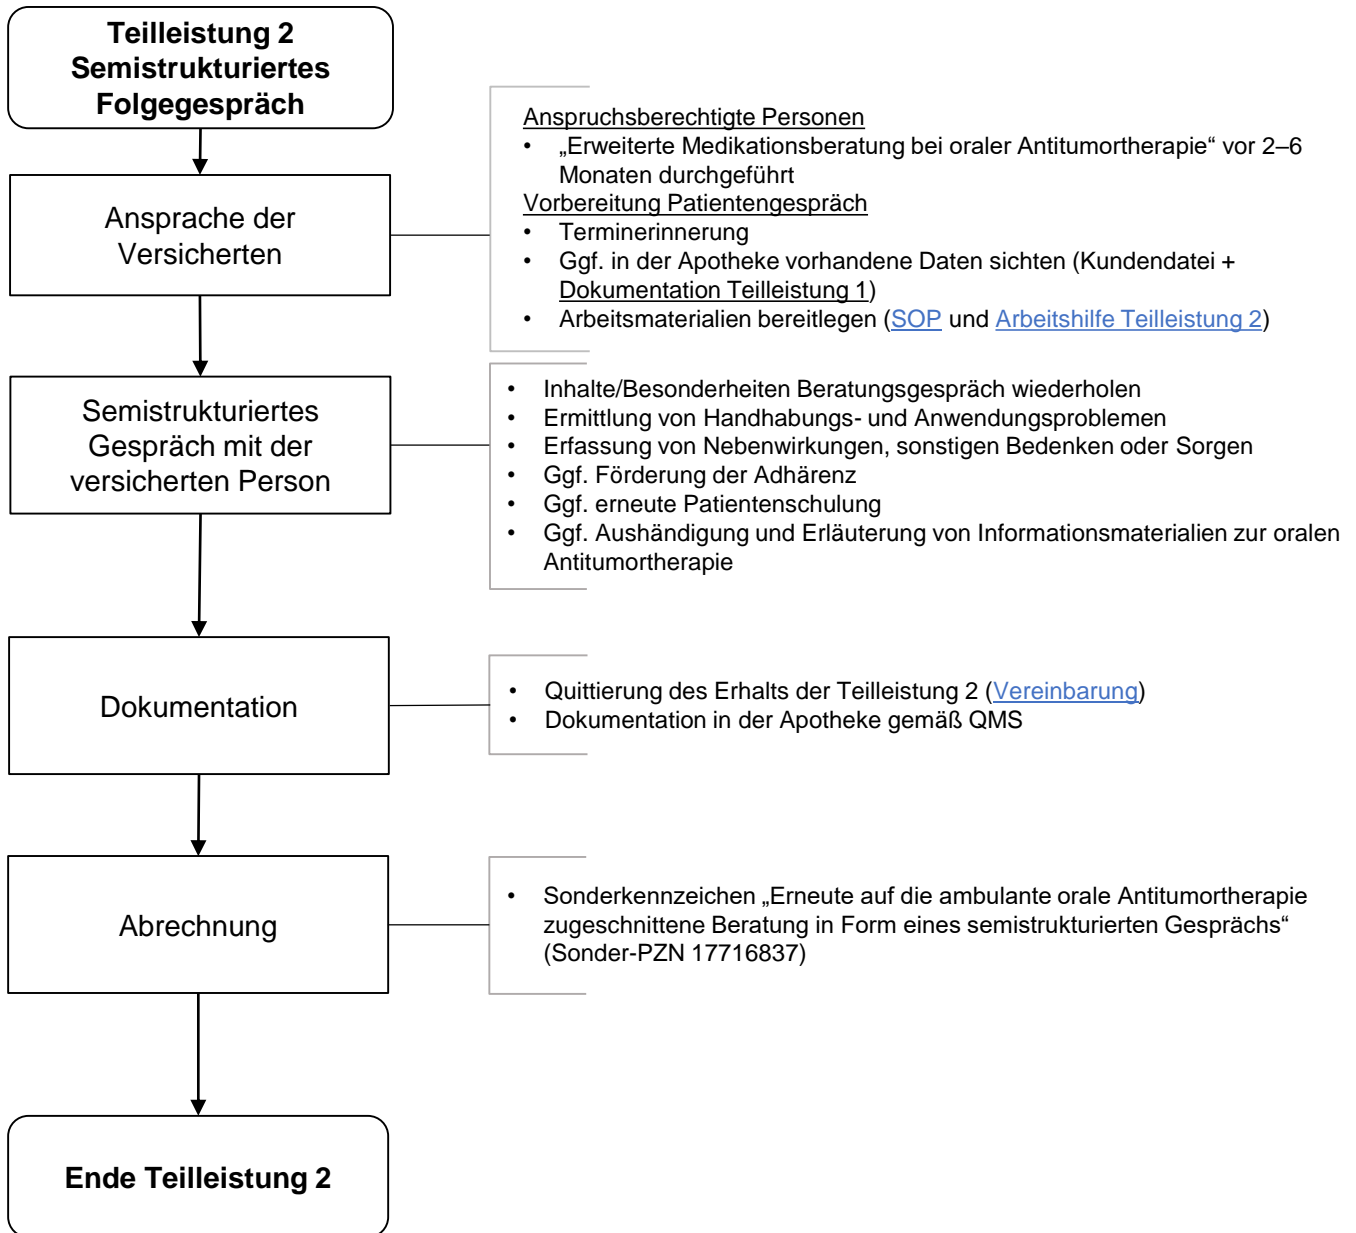 Teilleistung 2
Semistrukturiertes
Folgegespräch
Ansprache der
Versicherten
Anspruchsberechtigte Personen
• „Erweiterte Medikationsberatung bei oraler Antitumortherapie“ vor 2–6
Monaten durchgeführt
Vorbereitung Patientengespräch
• Terminerinnerung
• Ggf. in der Apotheke vorhandene Daten sichten (Kundendatei +
Dokumentation Teilleistung 1)
• Arbeitsmaterialien bereitlegen (SOP und Arbeitshilfe Teilleistung 2)
Semistrukturiertes
Gespräch mit der
versicherten Person
• Inhalte/Besonderheiten Beratungsgespräch wiederholen
• Ermittlung von Handhabungs- und Anwendungsproblemen
• Erfassung von Nebenwirkungen, sonstigen Bedenken oder Sorgen
• Ggf. Förderung der Adhärenz
• Ggf. erneute Patientenschulung
• Ggf. Aushändigung und Erläuterung von Informationsmaterialien zur oralen
Antitumortherapie
Dokumentation
• Quittierung des Erhalts der Teilleistung 2 (Vereinbarung)
• Dokumentation in der Apotheke gemäß QMS
Abrechnung
• Sonderkennzeichen „Erneute auf die ambulante orale Antitumortherapie
zugeschnittene Beratung in Form eines semistrukturierten Gesprächs“
(Sonder-PZN 17716837)
Ende Teilleistung 2